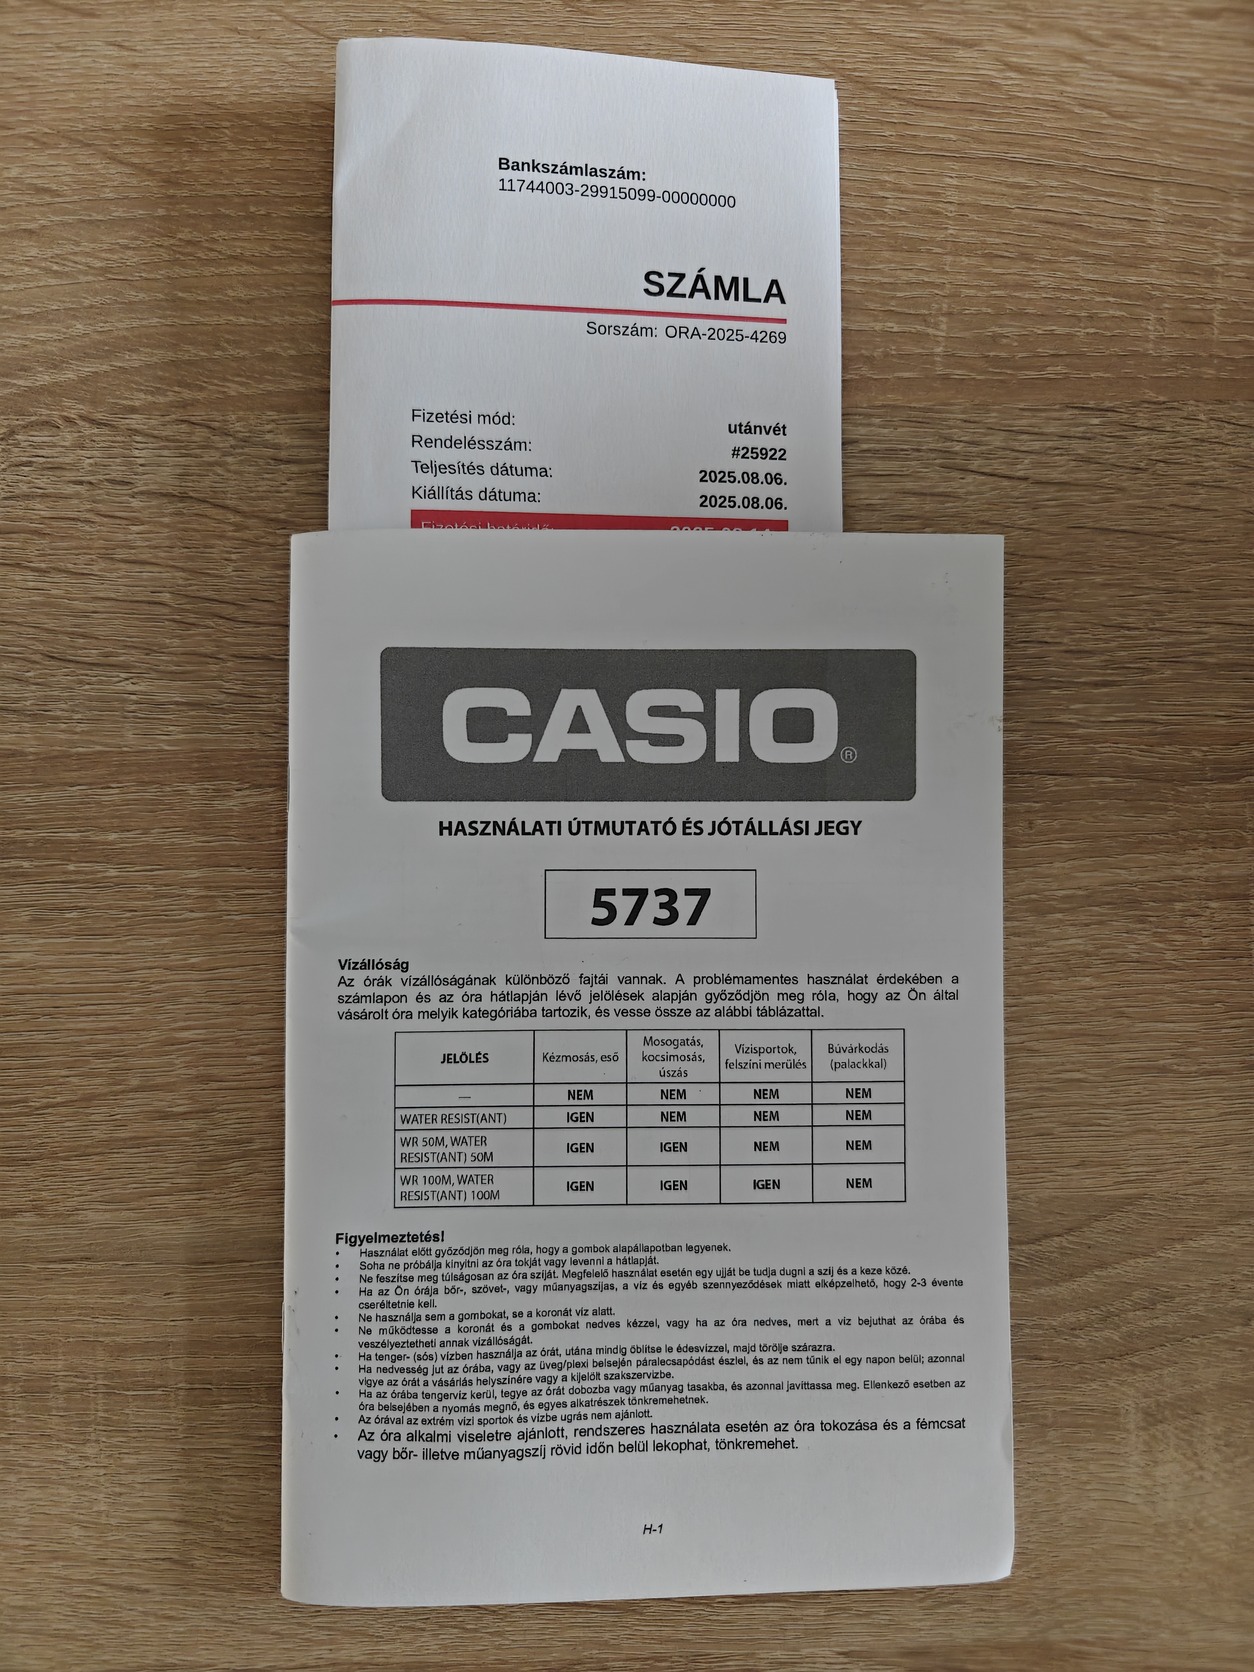 Bankszámlaszám:
11744003-29915099-00000000
SZÁMLA
Sorszám: ORA-2025-4269
Fizetési mód: utánvét
Rendelésszám: #25922
Teljesítés dátuma: 2025.08.06.
Kiállítás dátuma: 2025.08.06.
Fizetési határidő:
CASIO®
HASZNÁLATI ÚTMUTATÓ ÉS JÓTÁLLÁSI JEGY
5737
Vízállóság
Az órák vízállóságának különböző fajtái vannak. A problémamentes használat érdekében a
számlapon és az óra hátlapján lévő jelölések alapján győződjön meg róla, hogy az Ön által
vásárolt óra melyik kategóriába tartozik, és vesse össze az alábbi táblázattal.
JELÖLÉS Kézmosás, eső Mosogatás, kocsimosás, úszás Vízisportok, felszíni merülés Búvárkodás (palackkal)
— NEM NEM NEM NEM
WATER RESIST(ANT) IGEN NEM NEM NEM
WR 50M, WATER RESIST(ANT) 50M IGEN IGEN NEM NEM
WR 100M, WATER RESIST(ANT) 100M IGEN IGEN IGEN NEM
Figyelmeztetés!
• Használat előtt győződjön meg róla, hogy a gombok alapállapotban legyenek.
• Soha ne próbálja kinyitni az óra tokját vagy levenni a hátlapját.
• Ne feszítse meg túlságosan az óra szíját. Megfelelő használat esetén egy ujját be tudja dugni a szíj és a keze közé.
• Ha az Ön órája bőr-, szövet-, vagy műanyagszíjas, a víz és egyéb szennyeződések miatt elképzelhető, hogy 2-3 évente
cseréltetnie kell.
• Ne használja sem a gombokat, se a koronát víz alatt.
• Ne működtesse a koronát és a gombokat nedves kézzel, vagy ha az óra nedves, mert a víz bejuthat az órába és
veszélyeztetheti annak vízállóságát.
• Ha tenger- (sós) vízben használja az órát, utána mindig öblítse le édesvízzel, majd törölje szárazra.
• Ha nedvesség jut az órába, vagy az üveg/plexi belsején páralecsapódást észlel, és az nem tűnik el egy napon belül; azonnal
vigye az órát a vásárlás helyszínére vagy a kijelölt szakszervizbe.
• Ha az órába tengervíz kerül, tegye az órát dobozba vagy műanyag tasakba, és azonnal javíttassa meg. Ellenkező esetben az
óra belsejében a nyomás megnő, és egyes alkatrészek tönkremehetnek.
• Az órával az extrém vízi sportok és vízbe ugrás nem ajánlott.
• Az óra alkalmi viseletre ajánlott, rendszeres használata esetén az óra tokozása és a fémcsat
vagy bőr- illetve műanyagszíj rövid időn belül lekophat, tönkremehet.
H-1